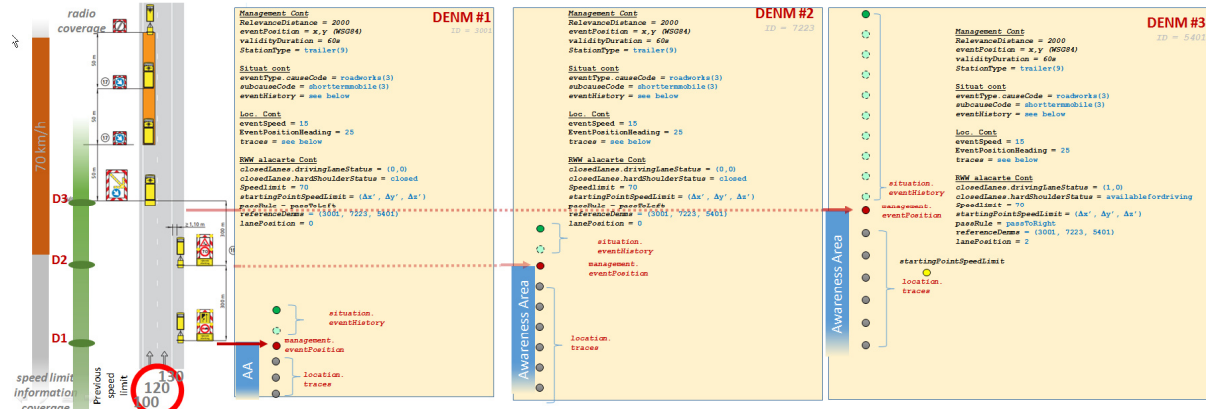 radio
coverage
70 km/h
D3
D2
D1
50 m
50 m
50 m
300 m
300 m
speed limit
information
coverage
Previous
speed
limit
130
120
100
DENM #1
ID = 3001
Management Cont
RelevanceDistance = 2000
eventPosition = x,y (WSG84)
validityDuration = 60s
StationType = trailer(9)
Situat cont
eventType.causeCode = roadworks(3)
subcauseCode = shorttermmobile(3)
eventHistory = see below
Loc. Cont
eventSpeed = 15
EventPositionHeading = 25
traces = see below
RWW alacarte Cont
closedLanes.drivingLaneStatus = (0,0)
closedLanes.hardShoulderStatus = closed
Speedlimit = 70
startingPointSpeedLimit = (Δx', Δy', Δz')
passRule = passToLeft
referenceDenms = (3001, 7223, 5401)
lanePosition = 0
situation.
eventHistory
management.
eventPosition
location.
traces
AA
DENM #2
ID = 7223
Management Cont
RelevanceDistance = 2000
eventPosition = x,y (WSG84)
validityDuration = 60s
StationType = trailer(9)
Situat cont
eventType.causeCode = roadworks(3)
subcauseCode = shorttermmobile(3)
eventHistory = see below
Loc. Cont
eventSpeed = 15
EventPositionHeading = 25
traces = see below
RWW alacarte Cont
closedLanes.drivingLaneStatus = (0,0)
closedLanes.hardShoulderStatus = closed
Speedlimit = 70
startingPointSpeedLimit = (Δx', Δy', Δz')
passRule = passToLeft
referenceDenms = (3001, 7223, 5401)
lanePosition = 0
situation.
eventHistory
management.
eventPosition
location.
traces
Awareness Area
DENM #3
ID = 5401
Management Cont
RelevanceDistance = 2000
eventPosition = x,y (WSG84)
validityDuration = 60s
StationType = trailer(9)
Situat cont
eventType.causeCode = roadworks(3)
subcauseCode = shorttermmobile(3)
eventHistory = see below
Loc. Cont
eventSpeed = 15
EventPositionHeading = 25
traces = see below
RWW alacarte Cont
closedLanes.drivingLaneStatus = (1,0)
closedLanes.hardShoulderStatus = availablefordriving
Speedlimit = 70
startingPointSpeedLimit = (Δx', Δy', Δz')
passRule = passToRight
referenceDenms = (3001, 7223, 5401)
lanePosition = 2
situation.
eventHistory
management.
eventPosition
startingPointSpeedLimit
location.
traces
Awareness Area